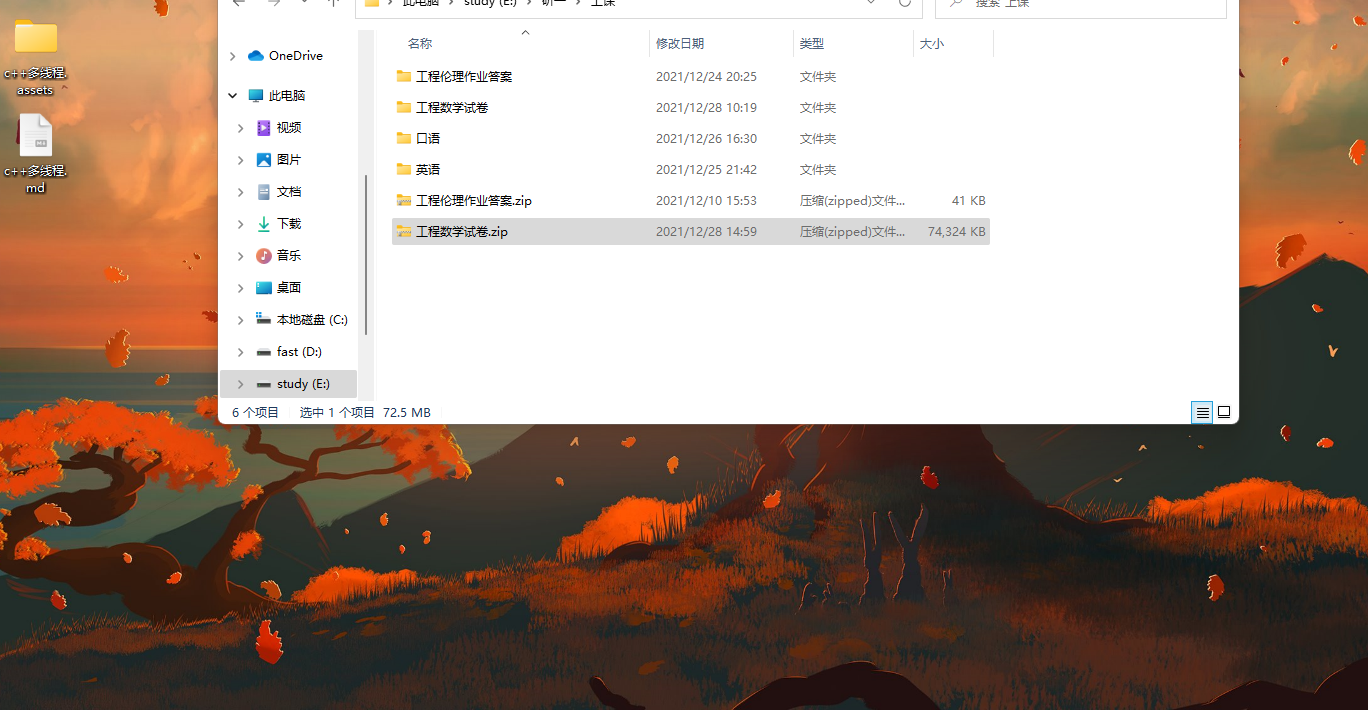 此电脑 study (E:) 研一 上课
搜索"上课"
c++多线程.
assets
c++多线程.
md
OneDrive
此电脑
视频
图片
文档
下载
音乐
桌面
本地磁盘 (C:)
fast (D:)
study (E:)
名称 修改日期 类型 大小
工程伦理作业答案 2021/12/24 20:25 文件夹
工程数学试卷 2021/12/28 10:19 文件夹
口语 2021/12/26 16:30 文件夹
英语 2021/12/25 21:42 文件夹
工程伦理作业答案.zip 2021/12/10 15:53 压缩(zipped)文件... 41 KB
工程数学试卷.zip 2021/12/28 14:59 压缩(zipped)文件... 74,324 KB
6 个项目 选中 1 个项目 72.5 MB